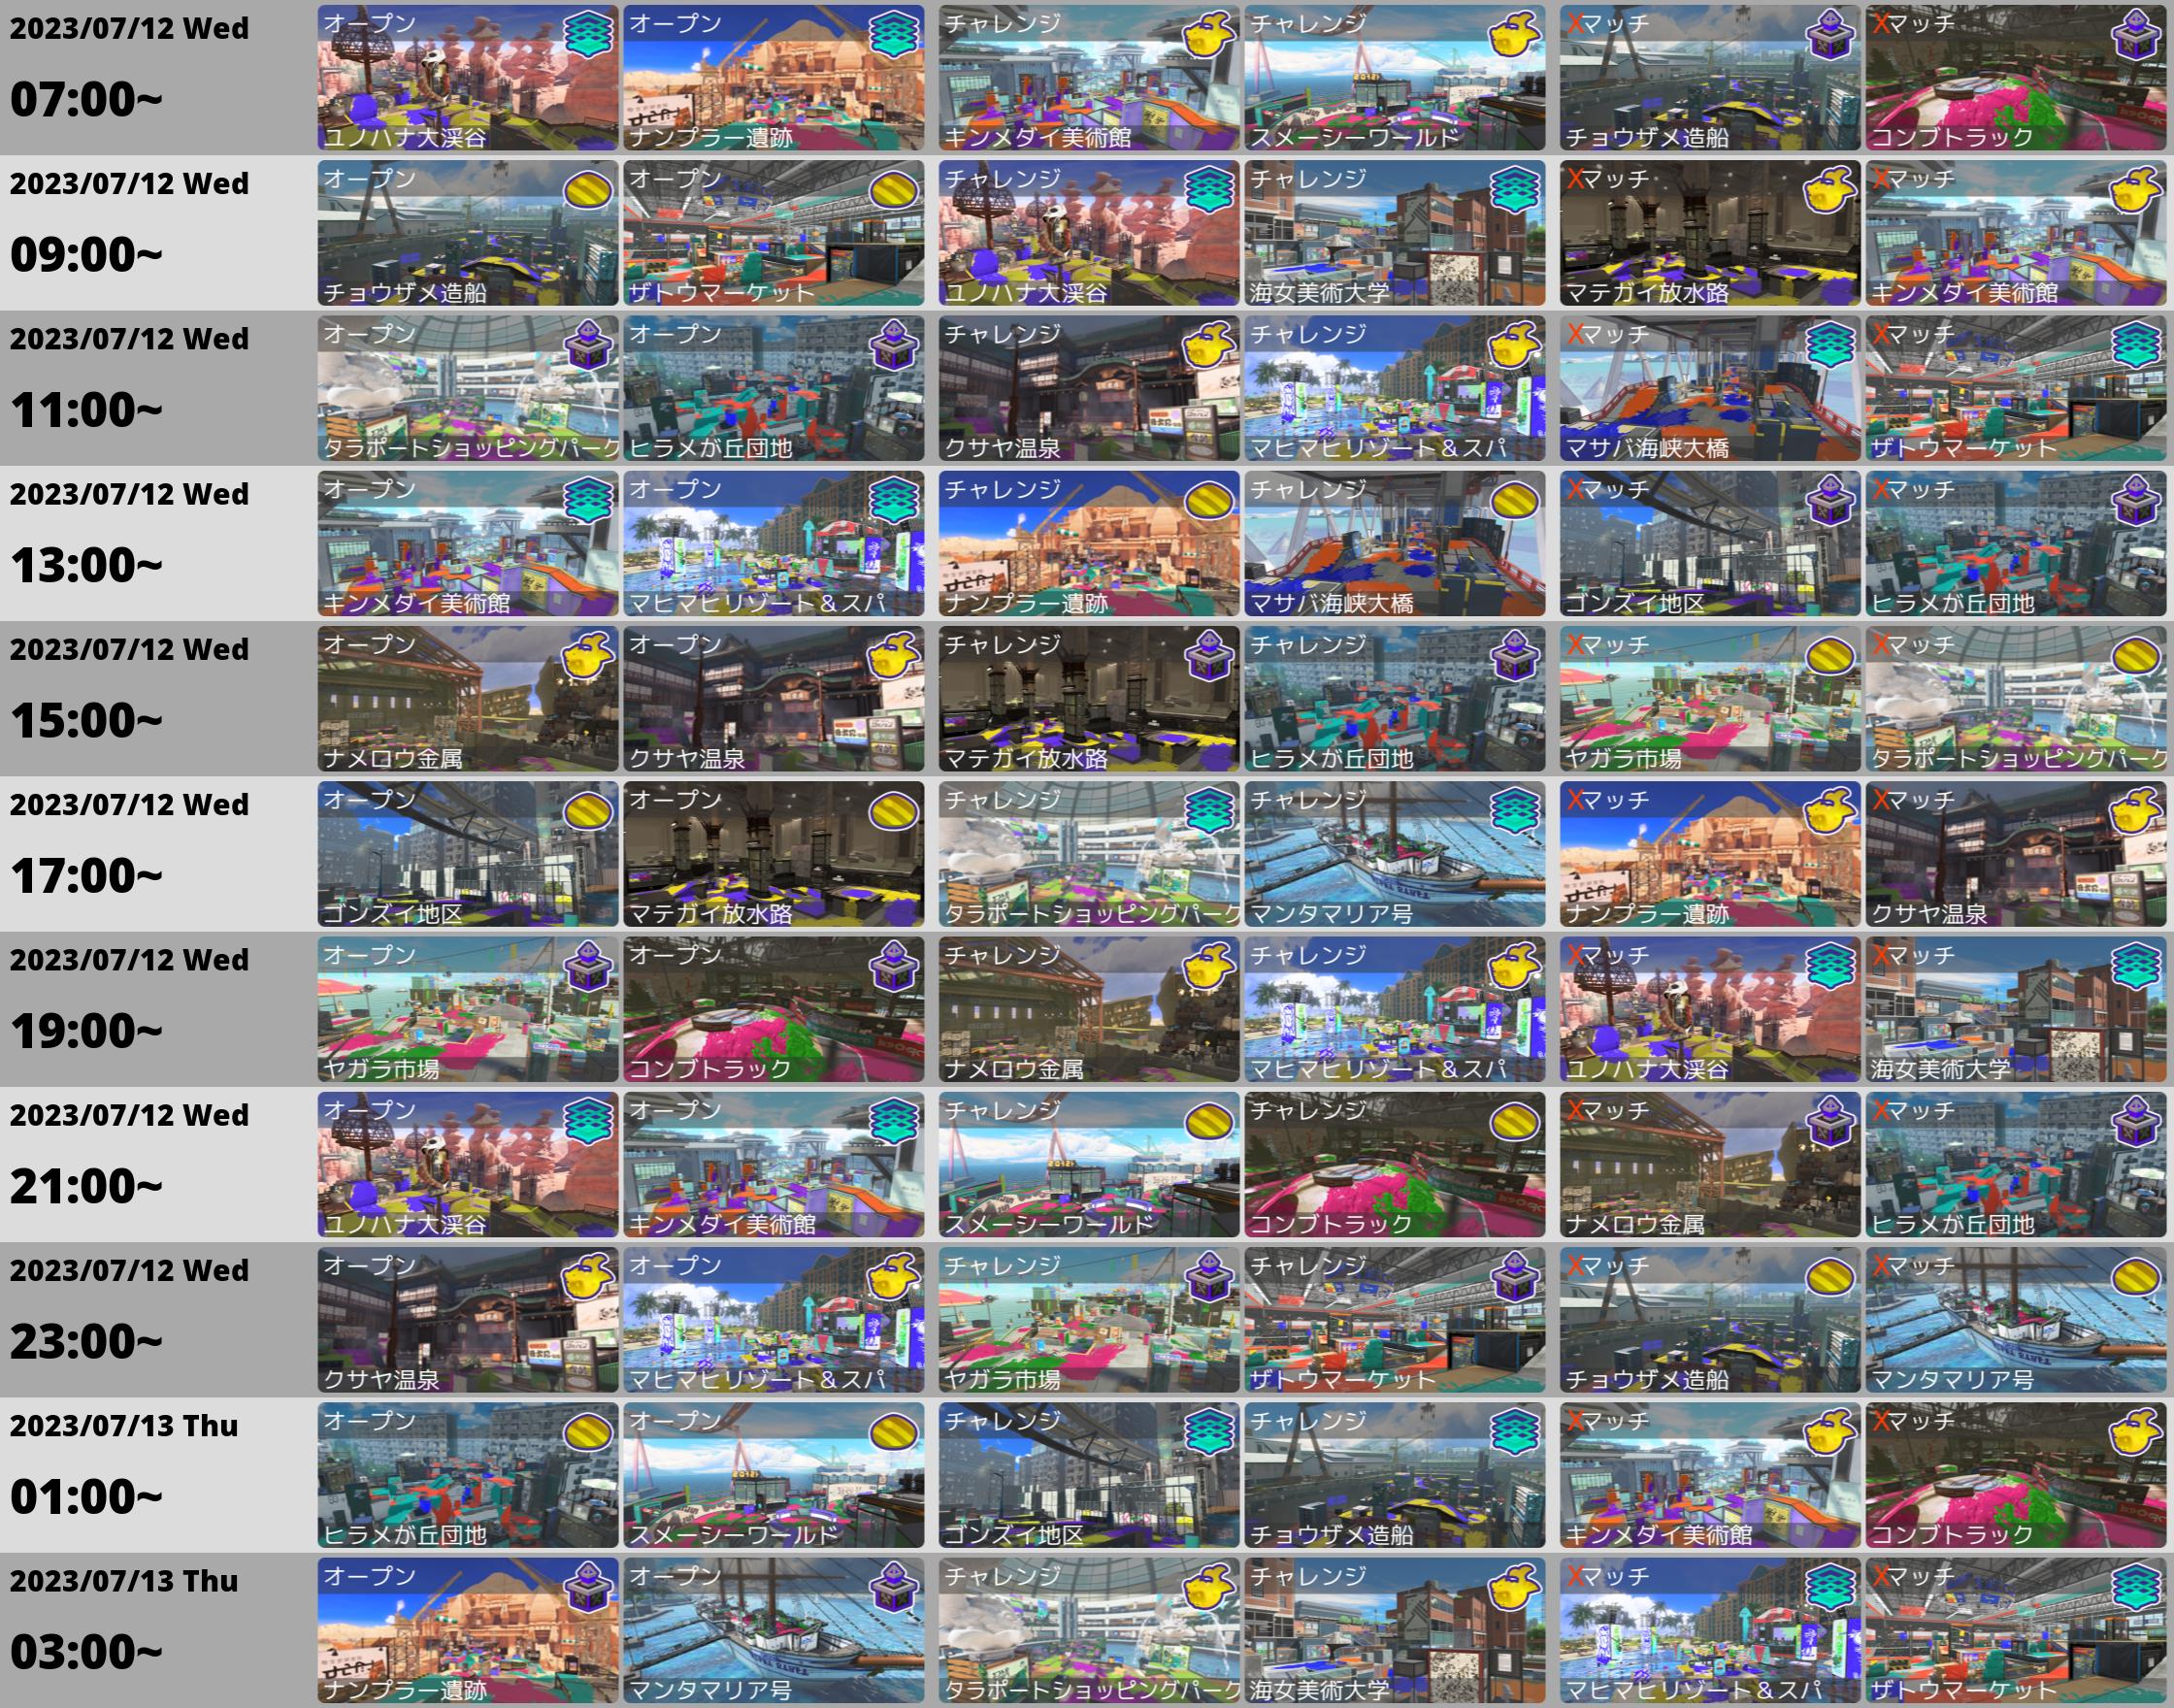 2023/07/12 Wed
07:00~
オープン
オープン
チャレンジ
チャレンジ
Xマッチ
Xマッチ
ユノハナ大渓谷
ナンプラー遺跡
キンメダイ美術館
スメーシーワールド
チョウザメ造船
コンブトラック
2023/07/12 Wed
09:00~
オープン
オープン
チャレンジ
チャレンジ
Xマッチ
Xマッチ
チョウザメ造船
ザトウマーケット
ユノハナ大渓谷
海女美術大学
マテガイ放水路
キンメダイ美術館
2023/07/12 Wed
11:00~
オープン
オープン
チャレンジ
チャレンジ
Xマッチ
Xマッチ
タラポートショッピングパーク
ヒラメが丘団地
クサヤ温泉
マヒマヒリゾート&スパ
マサバ海峡大橋
ザトウマーケット
2023/07/12 Wed
13:00~
オープン
オープン
チャレンジ
チャレンジ
Xマッチ
Xマッチ
キンメダイ美術館
マヒマヒリゾート&スパ
ナンプラー遺跡
マサバ海峡大橋
ゴンズイ地区
ヒラメが丘団地
2023/07/12 Wed
15:00~
オープン
オープン
チャレンジ
チャレンジ
Xマッチ
Xマッチ
ナメロウ金属
クサヤ温泉
マテガイ放水路
ヒラメが丘団地
ヤガラ市場
タラポートショッピングパーク
2023/07/12 Wed
17:00~
オープン
オープン
チャレンジ
チャレンジ
Xマッチ
Xマッチ
ゴンズイ地区
マテガイ放水路
タラポートショッピングパーク
マンタマリア号
ナンプラー遺跡
クサヤ温泉
2023/07/12 Wed
19:00~
オープン
オープン
チャレンジ
チャレンジ
Xマッチ
Xマッチ
ヤガラ市場
コンブトラック
ナメロウ金属
マヒマヒリゾート&スパ
ユノハナ大渓谷
海女美術大学
2023/07/12 Wed
21:00~
オープン
オープン
チャレンジ
チャレンジ
Xマッチ
Xマッチ
ユノハナ大渓谷
キンメダイ美術館
スメーシーワールド
コンブトラック
ナメロウ金属
ヒラメが丘団地
2023/07/12 Wed
23:00~
オープン
オープン
チャレンジ
チャレンジ
Xマッチ
Xマッチ
クサヤ温泉
マヒマヒリゾート&スパ
ヤガラ市場
ザトウマーケット
チョウザメ造船
マンタマリア号
2023/07/13 Thu
01:00~
オープン
オープン
チャレンジ
チャレンジ
Xマッチ
Xマッチ
ヒラメが丘団地
スメーシーワールド
ゴンズイ地区
チョウザメ造船
キンメダイ美術館
コンブトラック
2023/07/13 Thu
03:00~
オープン
オープン
チャレンジ
チャレンジ
Xマッチ
Xマッチ
ナンプラー遺跡
マンタマリア号
タラポートショッピングパーク
海女美術大学
マヒマヒリゾート&スパ
ザトウマーケット